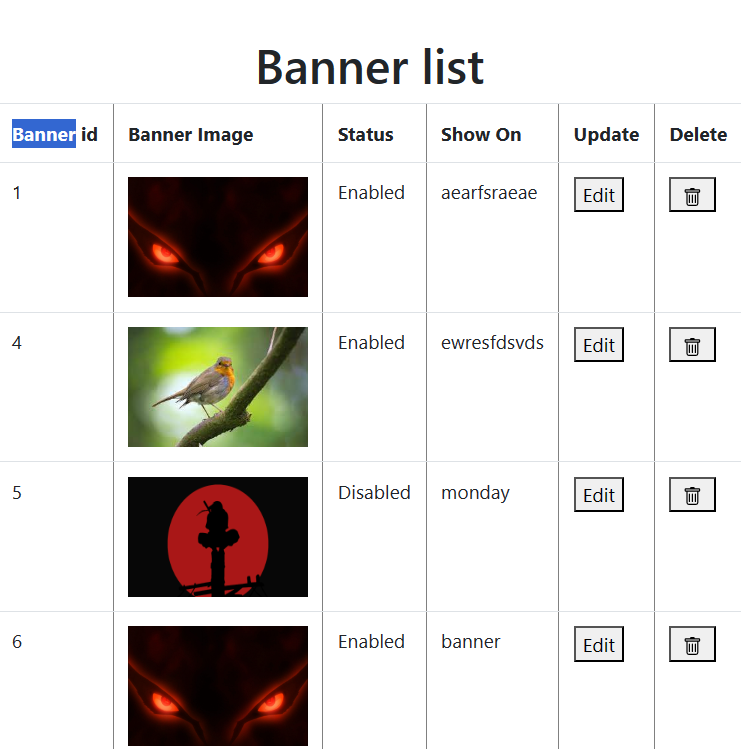 Banner list
Banner id Banner Image Status Show On Update Delete
1 Enabled aearfsraeae Edit
4 Enabled ewresfdsvds Edit
5 Disabled monday Edit
6 Enabled banner Edit